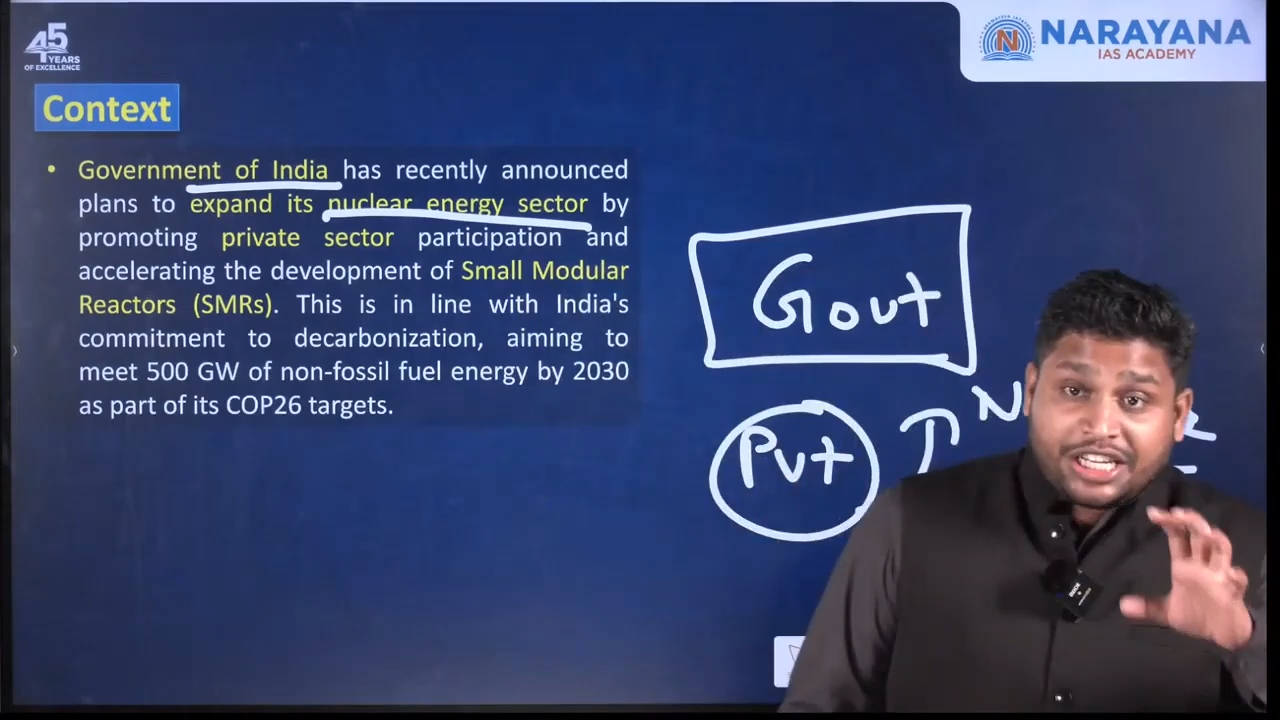 45
YEARS
OF EXCELLENCE
NARAYANA
IAS ACADEMY
Context
• Government of India has recently announced
plans to expand its nuclear energy sector by
promoting private sector participation and
accelerating the development of Small Modular
Reactors (SMRs). This is in line with India's
commitment to decarbonization, aiming to
meet 500 GW of non-fossil fuel energy by 2030
as part of its COP26 targets.
Govt
Pvt